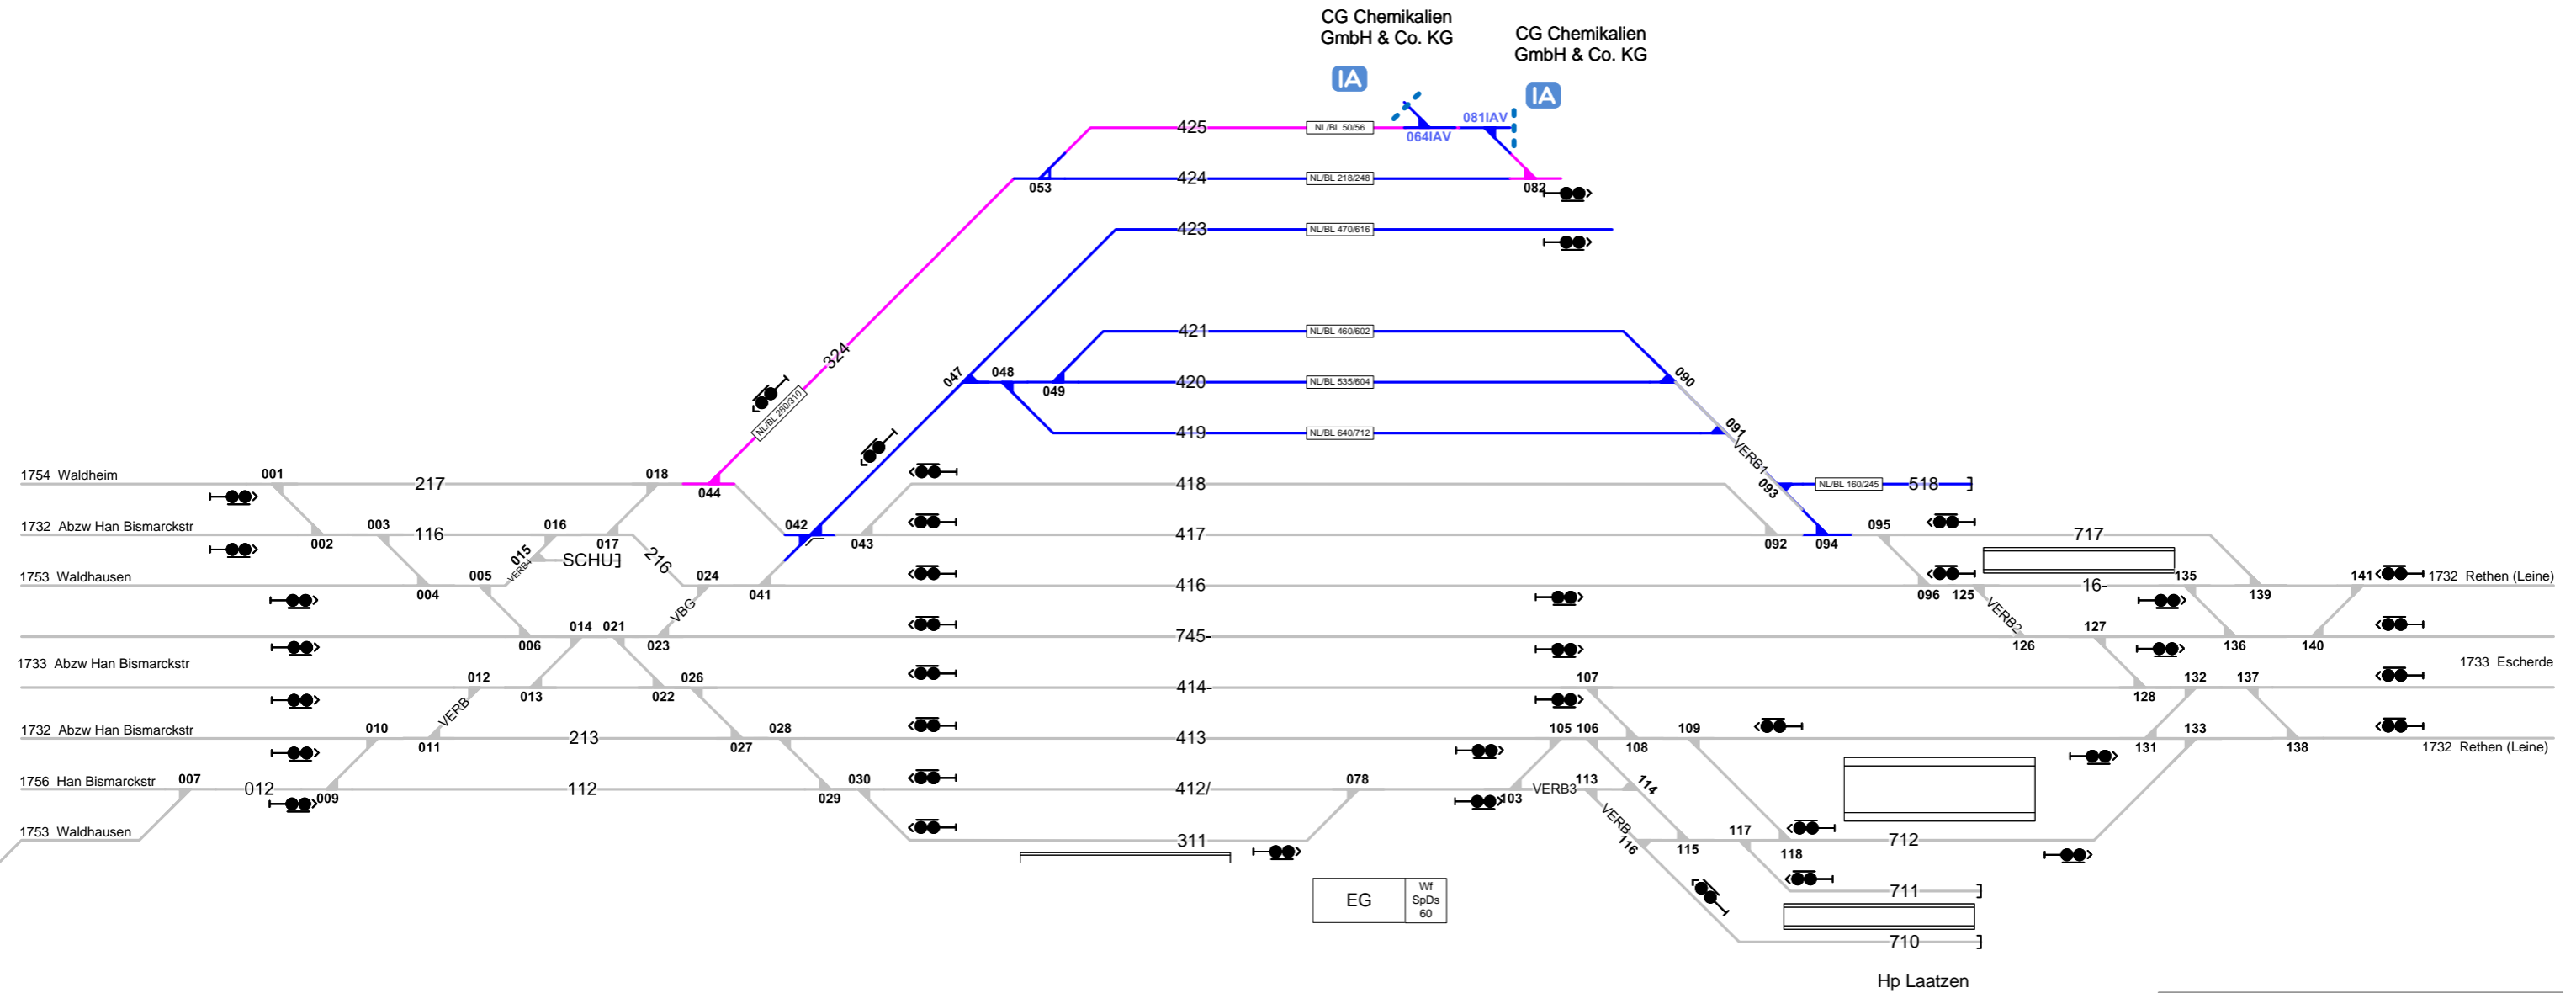 CG Chemikalien
GmbH & Co. KG
CG Chemikalien
GmbH & Co. KG
IA
IA
425
NL/BL 50/56
064IAV
081IAV
053
424
NL/BL 218/248
082
423
NL/BL 470/616
324
NL/BL 280/310
421
NL/BL 460/602
047
048
049
420
NL/BL 535/604
090
419
NL/BL 640/712
091
VERB1
1754 Waldheim
001
217
018
044
418
093
NL/BL 160/245
518
1732 Abzw Han Bismarckstr
002
003
116
016
017
042
043
417
092
094
095
717
015
VERB4
SCHU
216
1753 Waldhausen
004
005
024
041
416
096
125
16-
135
139
141
1732 Rethen (Leine)
VBG
VERB2
006
014
021
023
745-
126
127
136
140
1733 Abzw Han Bismarckstr
1733 Escherde
012
013
022
026
414-
107
128
132
137
VERB
1732 Abzw Han Bismarckstr
010
011
213
027
028
413
105
106
108
109
131
133
138
1732 Rethen (Leine)
1756 Han Bismarckstr
007
012
009
112
029
030
412/
078
103
VERB3
113
114
1753 Waldhausen
311
VERB
116
115
117
118
712
EG
Wf
SpDs
60
711
710
Hp Laatzen